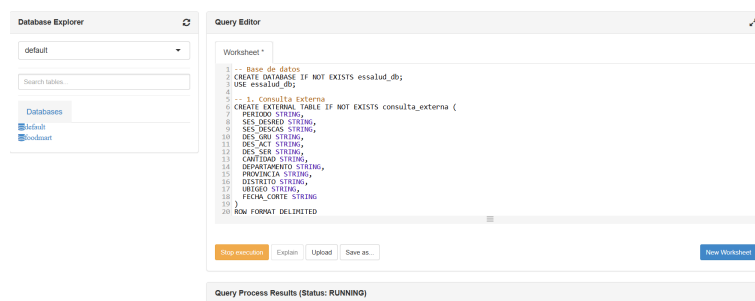 Database Explorer
default
Search tables...
Databases
default
foodmart
Query Editor
Worksheet *
1 -- Base de datos
2 CREATE DATABASE IF NOT EXISTS essalud_db;
3 USE essalud_db;
4
5 -- 1. Consulta Externa
6 CREATE EXTERNAL TABLE IF NOT EXISTS consulta_externa (
7 PERIODO STRING,
8 SES_DESRED STRING,
9 SES_DESCAS STRING,
10 DES_GRU STRING,
11 DES_ACT STRING,
12 DES_SER STRING,
13 CANTIDAD STRING,
14 DEPARTAMENTO STRING,
15 PROVINCIA STRING,
16 DISTRITO STRING,
17 UBIGEO STRING,
18 FECHA_CORTE STRING
19 )
20 ROW FORMAT DELIMITED
Stop execution Explain Upload Save as... New Worksheet
Query Process Results (Status: RUNNING)